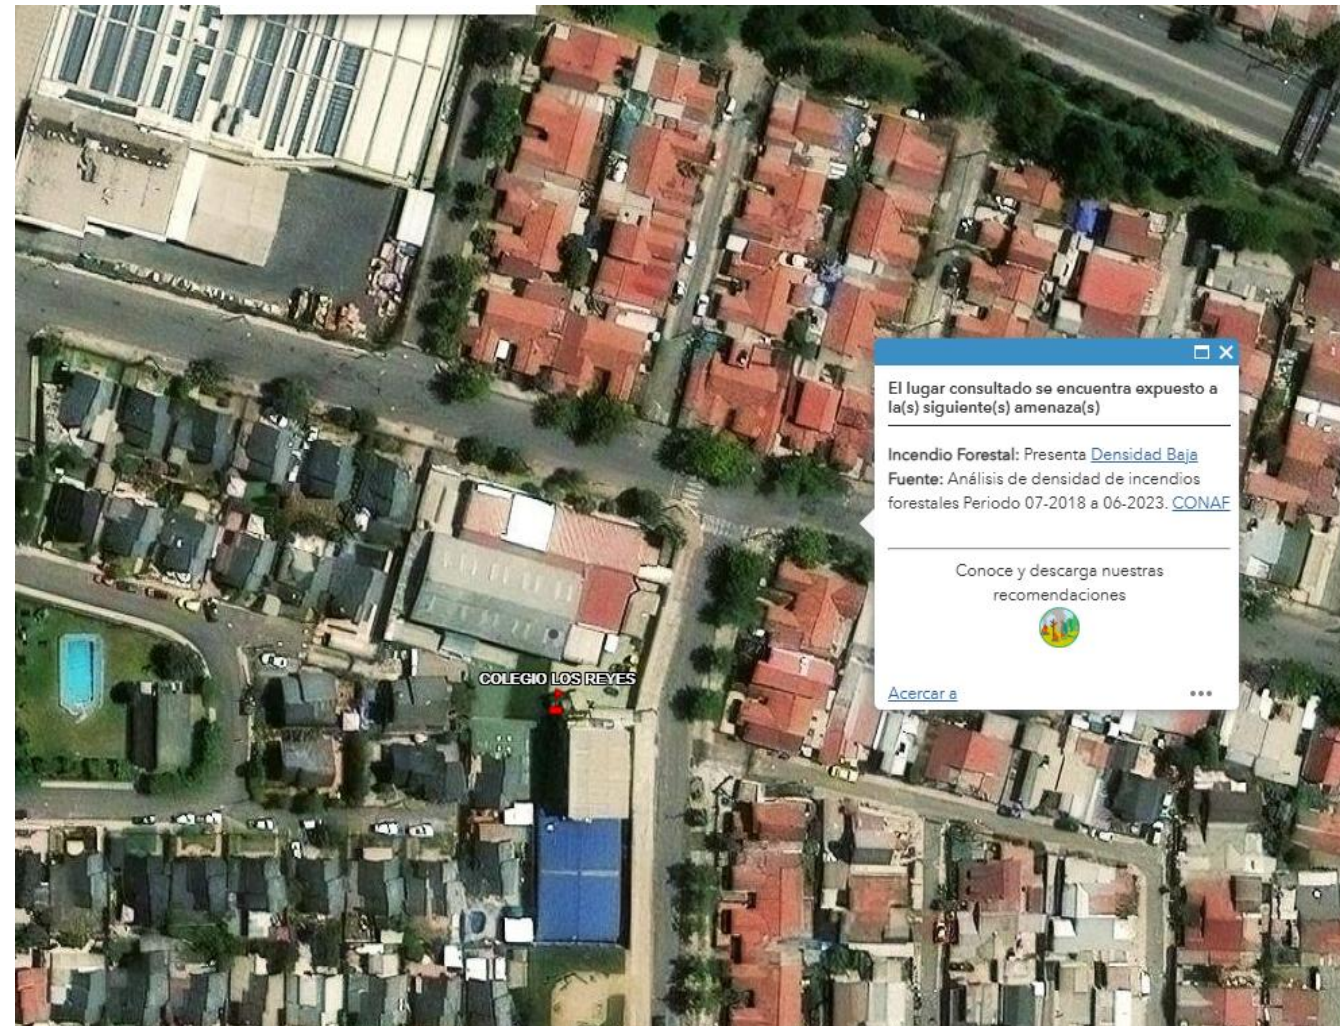 El lugar consultado se encuentra expuesto a
la(s) siguiente(s) amenaza(s)
Incendio Forestal: Presenta Densidad Baja
Fuente: Análisis de densidad de incendios
forestales Periodo 07-2018 a 06-2023. CONAF
Conoce y descarga nuestras
recomendaciones
Acercar a
COLEGIO LOS REYES